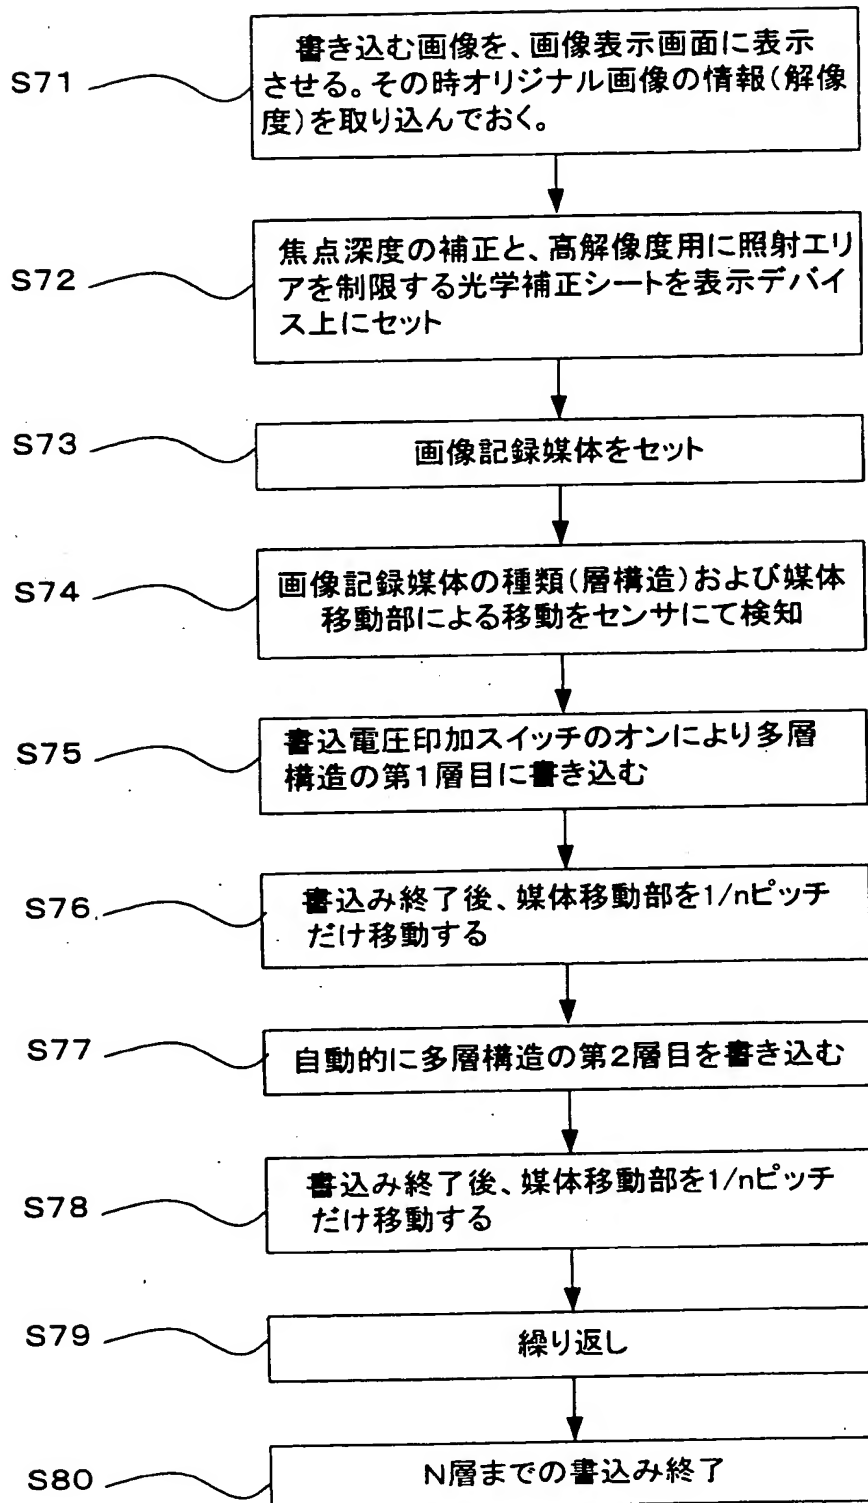 S71
書き込む画像を、画像表示画面に表示
させる。その時オリジナル画像の情報(解像
度)を取り込んでおく。
S72
焦点深度の補正と、高解像度用に照射エリ
アを制限する光学補正シートを表示デバイ
ス上にセット
S73
画像記録媒体をセット
S74
画像記録媒体の種類(層構造)および媒体
移動部による移動をセンサにて検知
S75
書込電圧印加スイッチのオンにより多層
構造の第1層目に書き込む
S76
書込み終了後、媒体移動部を1/nピッチ
だけ移動する
S77
自動的に多層構造の第2層目を書き込む
S78
書込み終了後、媒体移動部を1/nピッチ
だけ移動する
S79
繰り返し
S80
N層までの書込み終了